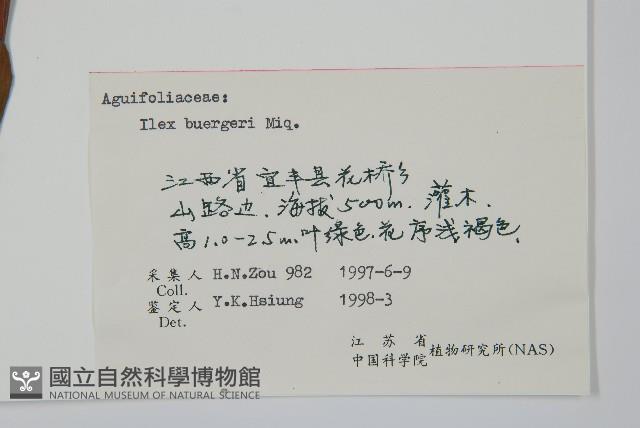 Aguifoliaceae:
Ilex buergeri Miq.
江西省宜丰县花桥乡
山路边.海拔500m.灌木.
高1.0-2.5m.叶绿色.花序浅褐色.
采集人 H.N.Zou 982 1997-6-9
Coll.
鉴定人 Y.K.Hsiung 1998-3
Det.
江苏省
中国科学院植物研究所(NAS)
國立自然科學博物館
NATIONAL MUSEUM OF NATURAL SCIENCE